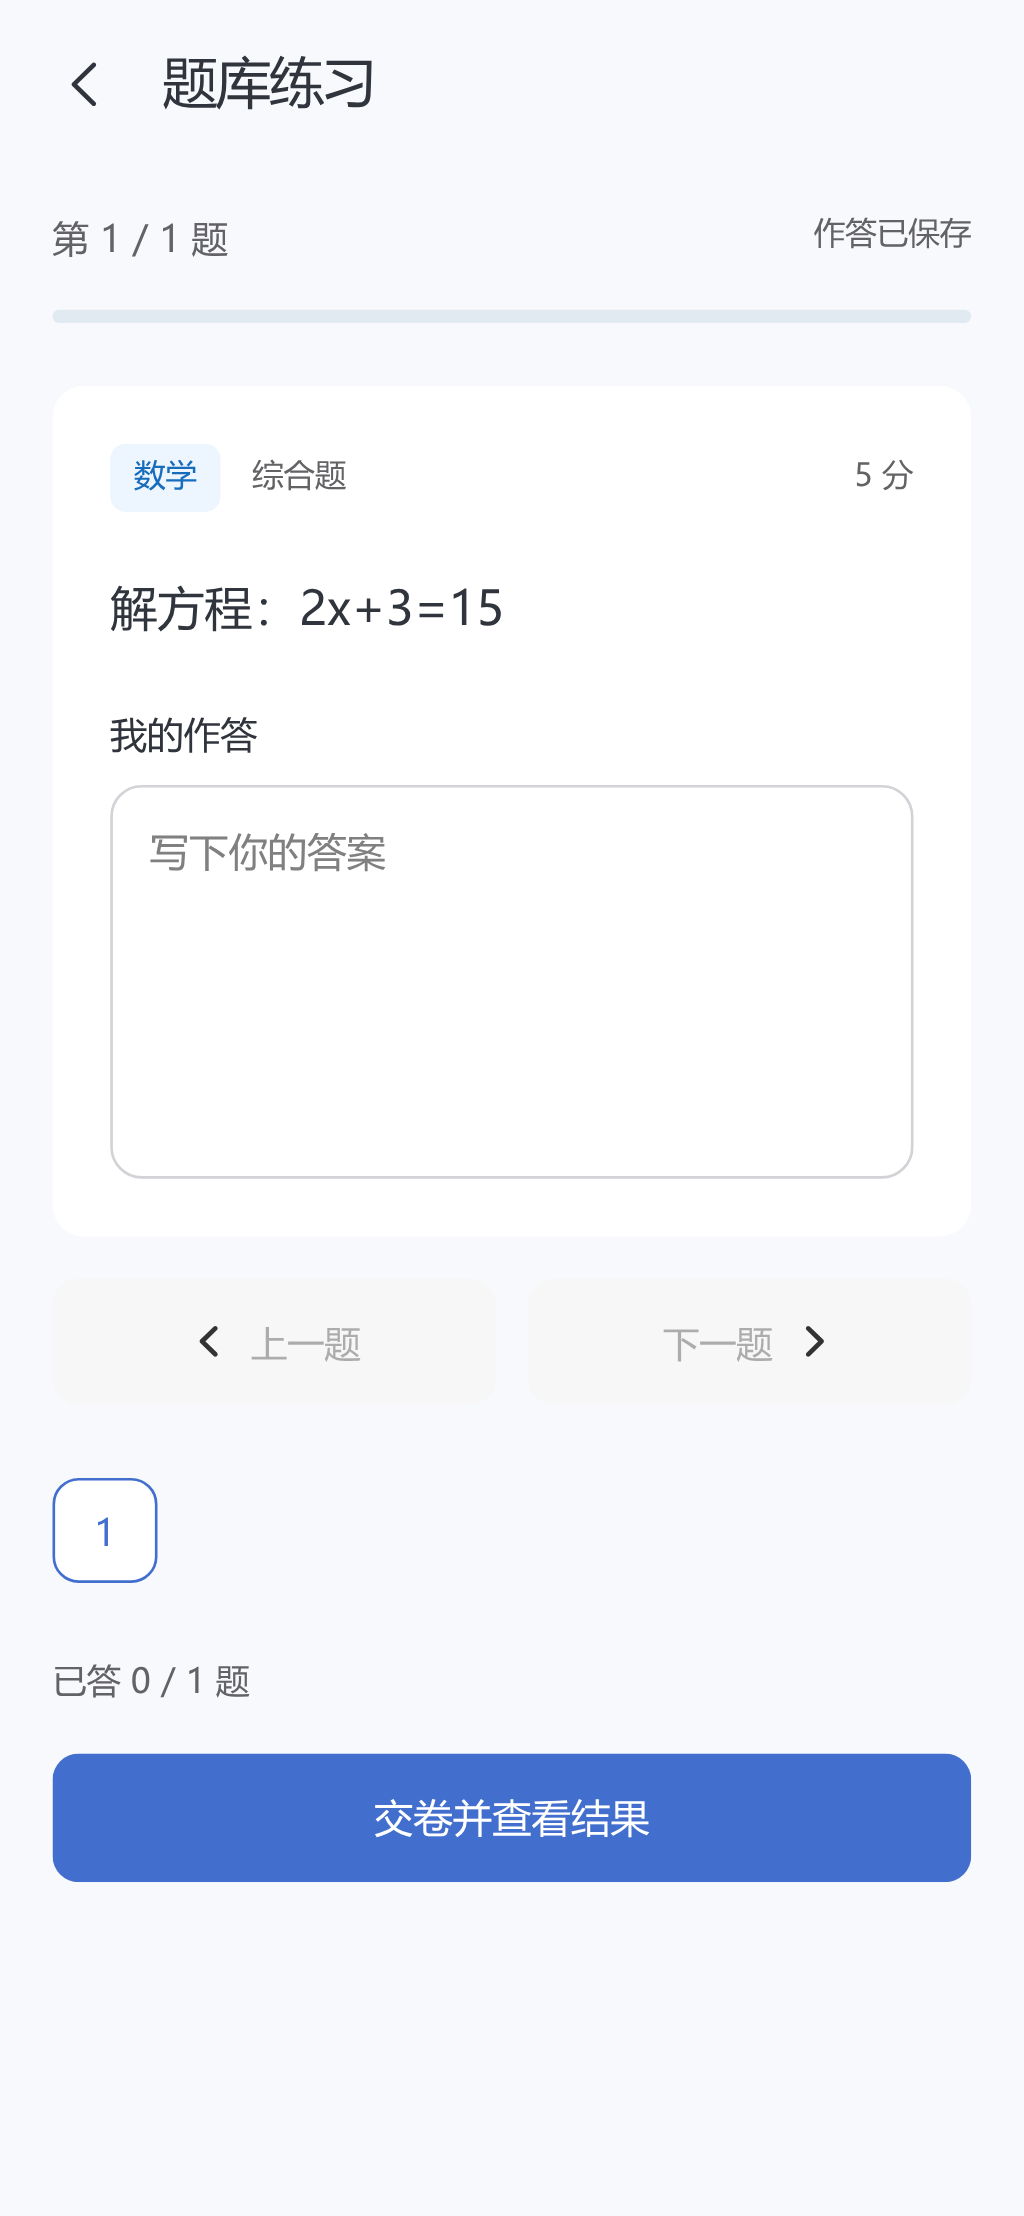 题库练习
第 1 / 1 题
作答已保存
数学
综合题
5 分
解方程：2x+3=15
我的作答
写下你的答案
上一题
下一题
1
已答 0 / 1 题
交卷并查看结果